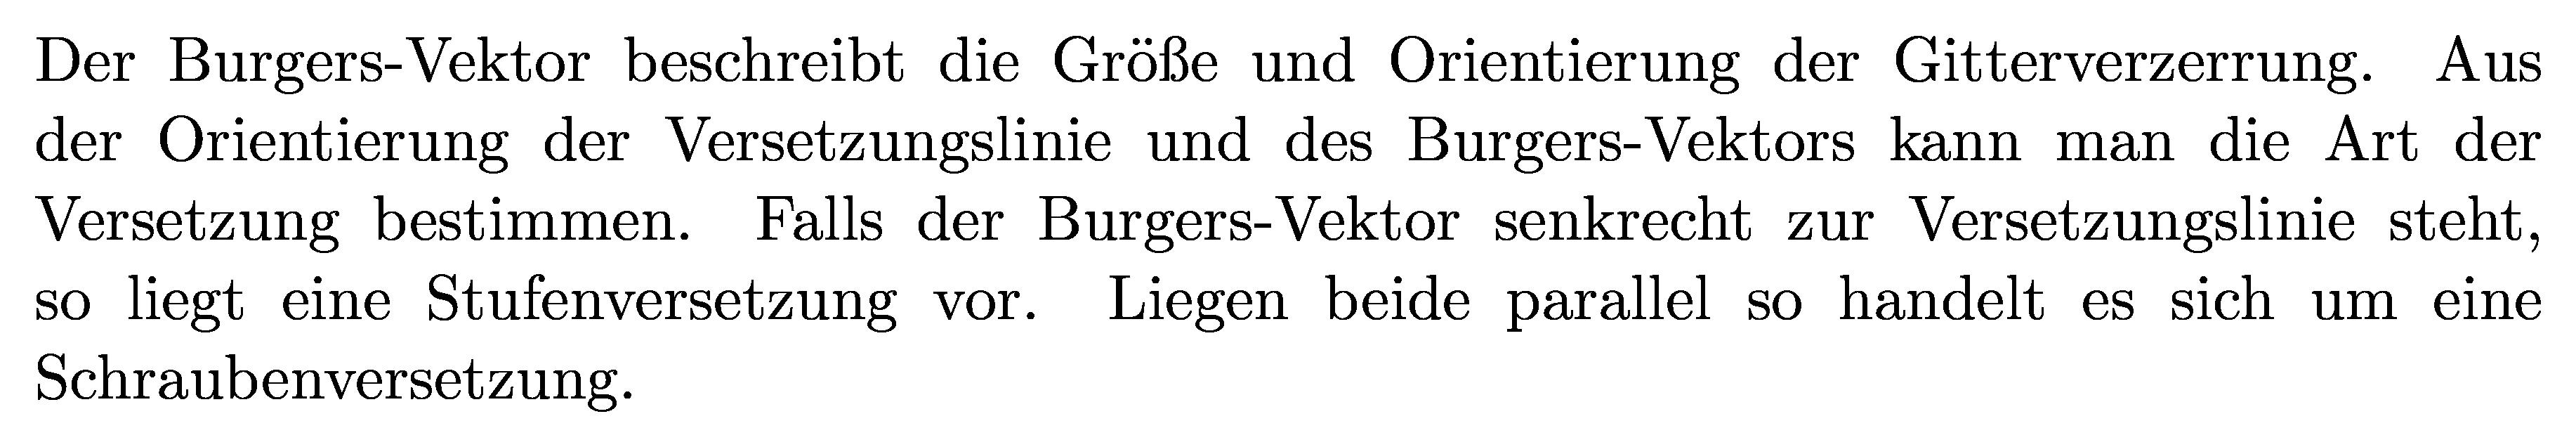 Der Burgers-Vektor beschreibt die Größe und Orientierung der Gitterverzerrung. Aus
der Orientierung der Versetzungslinie und des Burgers-Vektors kann man die Art der
Versetzung bestimmen. Falls der Burgers-Vektor senkrecht zur Versetzungslinie steht,
so liegt eine Stufenversetzung vor. Liegen beide parallel so handelt es sich um eine
Schraubenversetzung.